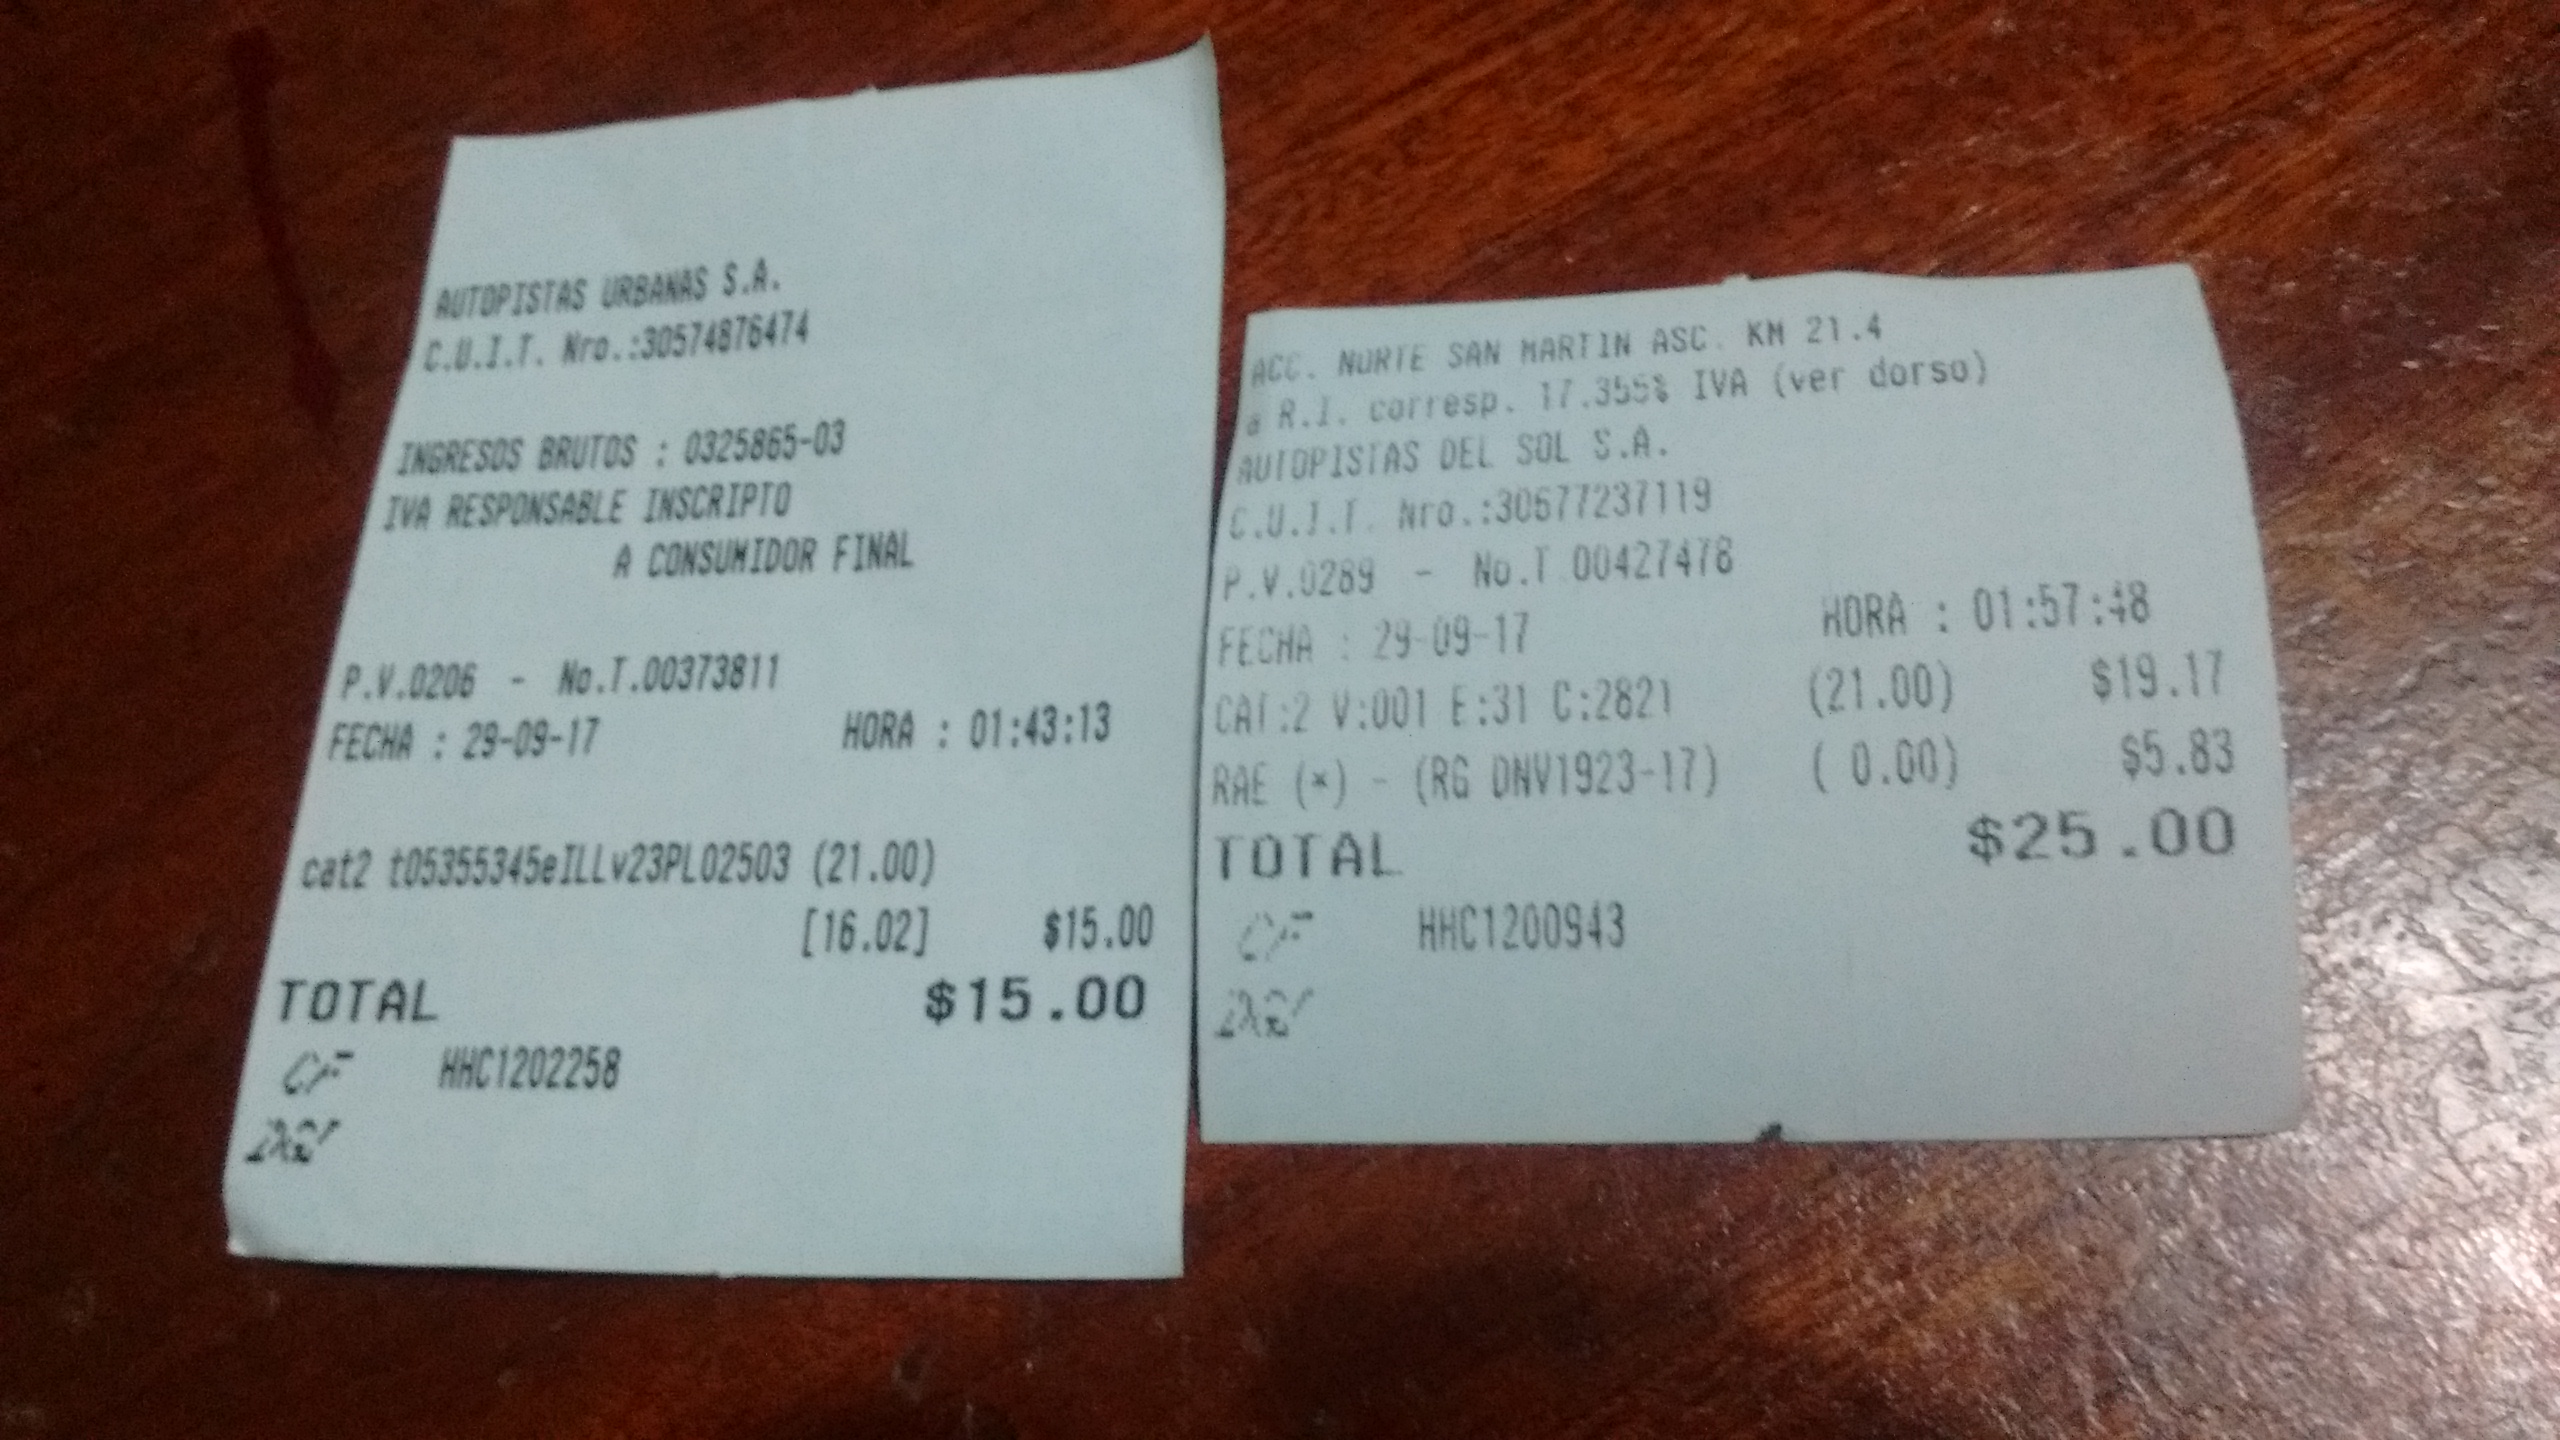 AUTOPISTAS URBANAS S.A.
C.U.I.T. Nro.:30574876474
INGRESOS BRUTOS : 0325865-03
IVA RESPONSABLE INSCRIPTO
A CONSUMIDOR FINAL
P.V.0206 - No.T.00373811
FECHA : 29-09-17 HORA : 01:43:13
cat2 t05355345eILLv23PL02503 (21.00)
[16.02] $15.00
TOTAL $15.00
CF HHC1202258
DGI
ACC. NORTE SAN MARTIN ASC. KM 21.4
a R.I. corresp. 17.355% IVA (ver dorso)
AUTOPISTAS DEL SOL S.A.
C.U.I.T. Nro.:30677237119
P.V.0289 - No.T.00427478
FECHA : 29-09-17 HORA : 01:57:48
CAT:2 V:001 E:31 C:2821 (21.00) $19.17
RAE (*) - (RG DNV1923-17) ( 0.00) $5.83
TOTAL $25.00
CF HHC1200943
DGI